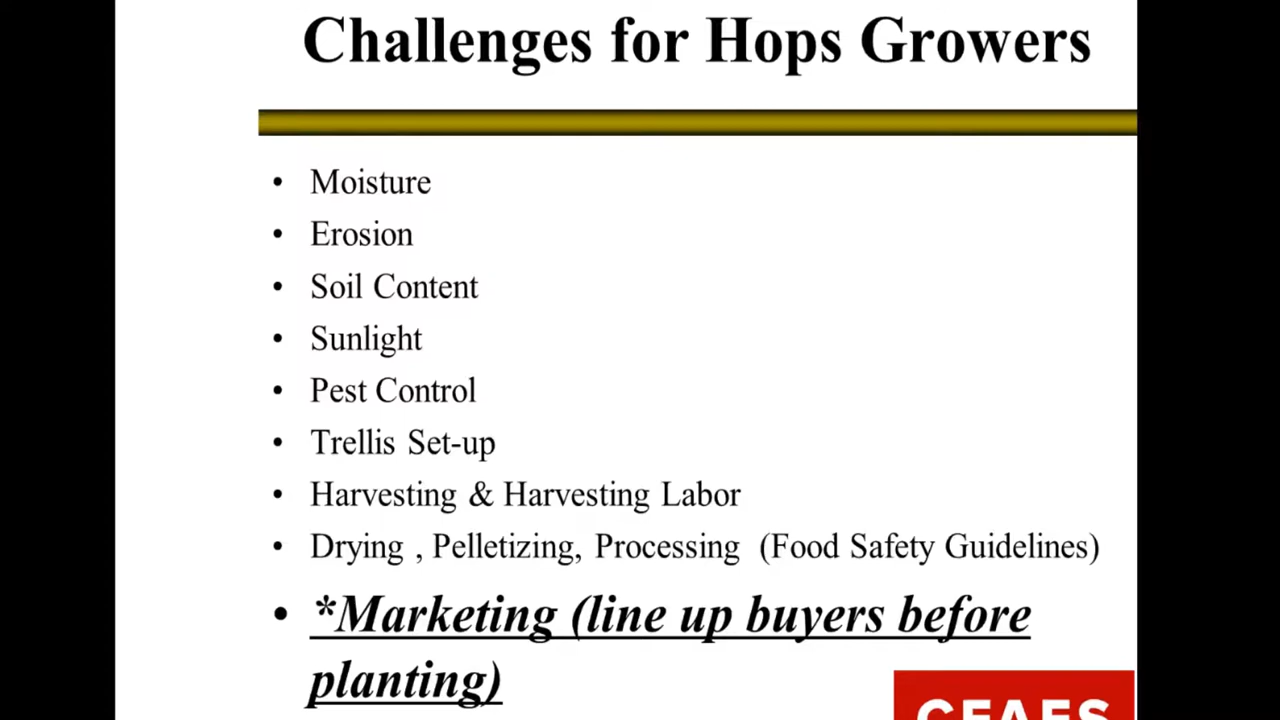 Challenges for Hops Growers
• Moisture
• Erosion
• Soil Content
• Sunlight
• Pest Control
• Trellis Set-up
• Harvesting & Harvesting Labor
• Drying , Pelletizing, Processing (Food Safety Guidelines)
• *Marketing (line up buyers before
planting)
CFAES